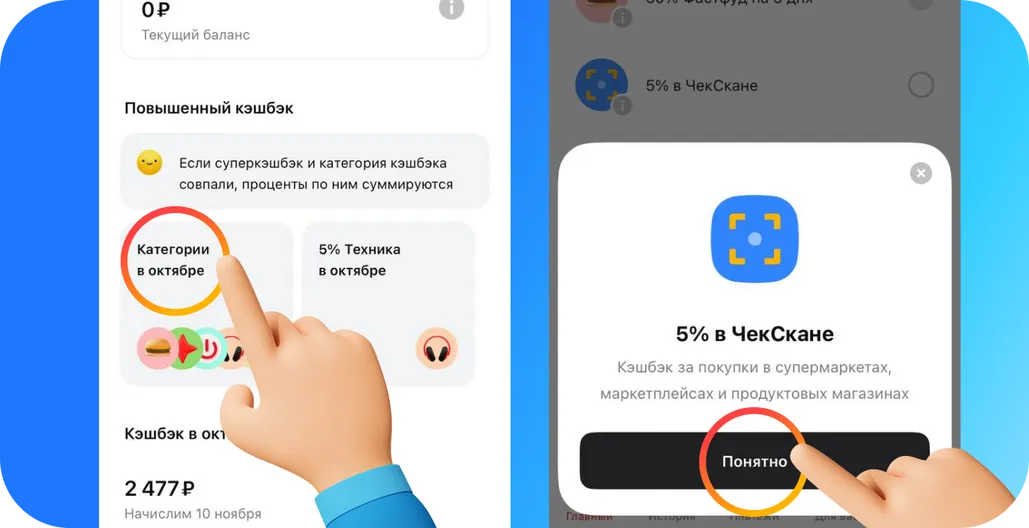 0 ₽
Текущий баланс
Повышенный кэшбэк
Если суперкэшбэк и категория кэшбэка
совпали, проценты по ним суммируются
Категории
в октябре
5% Техника
в октябре
Кэшбэк в окт
2 477 ₽
Начислим 10 ноября
5% в ЧекСкане
5% в ЧекСкане
Кэшбэк за покупки в супермаркетах,
маркетплейсах и продуктовых магазинах
Понятно
Главный История Платежи